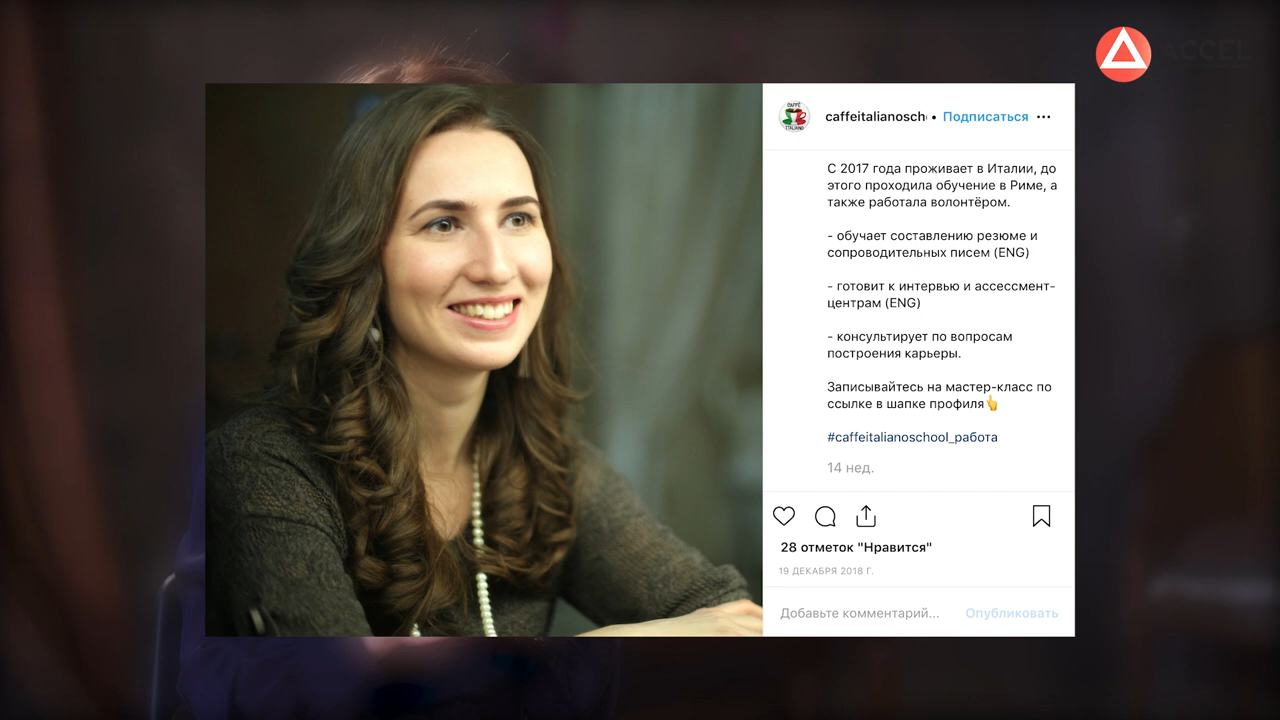 ACCEL
CAFFÈ
ITALIANO
caffeitalianosch • Подписаться •••
С 2017 года проживает в Италии, до
этого проходила обучение в Риме, а
также работала волонтёром.
- обучает составлению резюме и
сопроводительных писем (ENG)
- готовит к интервью и ассессмент-
центрам (ENG)
- консультирует по вопросам
построения карьеры.
Записывайтесь на мастер-класс по
ссылке в шапке профиля👆
#caffeitalianoschool_работа
14 нед.
28 отметок "Нравится"
19 ДЕКАБРЯ 2018 Г.
Добавьте комментарий... Опубликовать